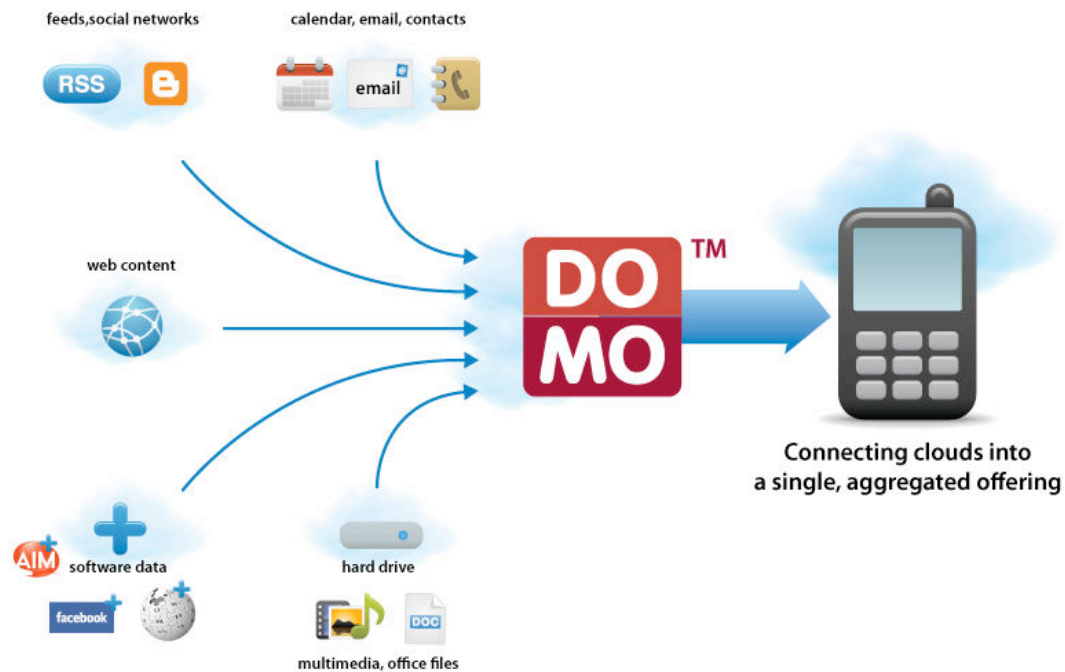 feeds,social networks
calendar, email, contacts
RSS
email
web content
DO
MO
TM
Connecting clouds into
a single, aggregated offering
AIM
software data
hard drive
facebook
DOC
multimedia, office files